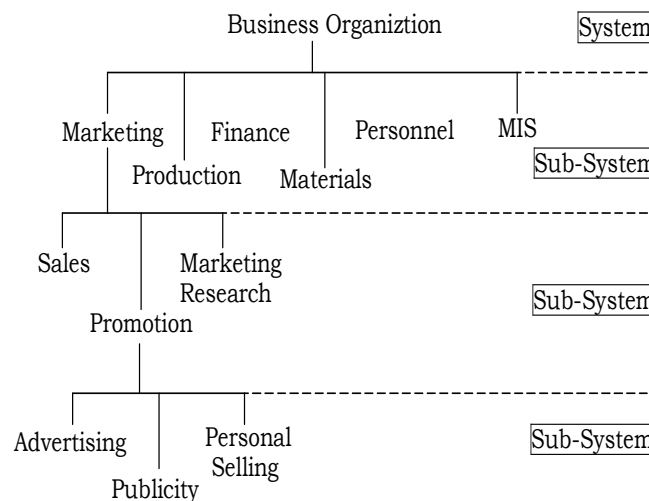 Business Organiztion
System
Marketing
Finance
Personnel
MIS
Production
Materials
Sub-System
Sales
Marketing
Research
Promotion
Sub-System
Advertising
Personal
Selling
Publicity
Sub-System